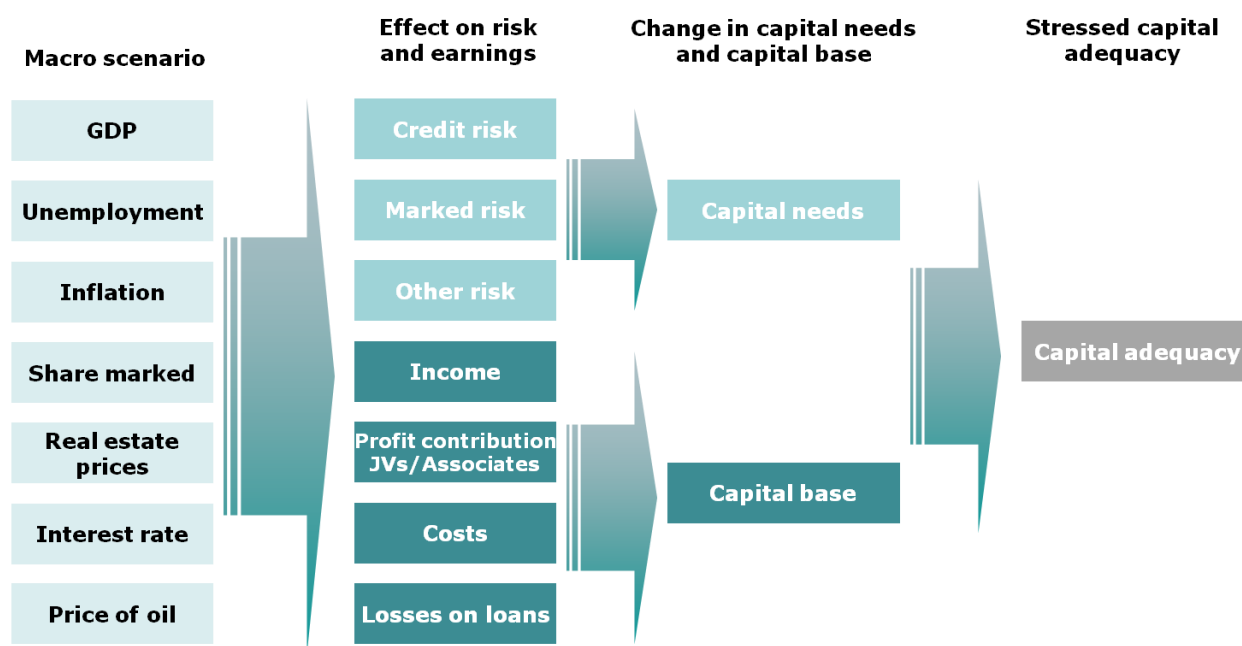 Macro scenario
Effect on risk
and earnings
Change in capital needs
and capital base
Stressed capital
adequacy
GDP
Unemployment
Inflation
Share marked
Real estate
prices
Interest rate
Price of oil
Credit risk
Marked risk
Other risk
Income
Profit contribution
JVs/Associates
Costs
Losses on loans
Capital needs
Capital base
Capital adequacy